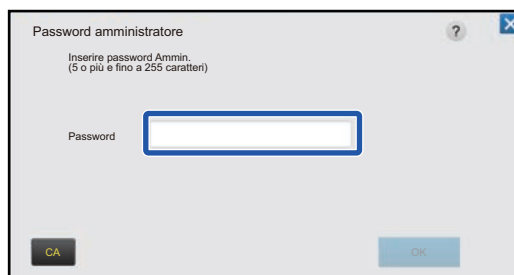 Password amministratore
?
Inserire password Ammin.
(5 o più e fino a 255 caratteri)
Password
CA
OK